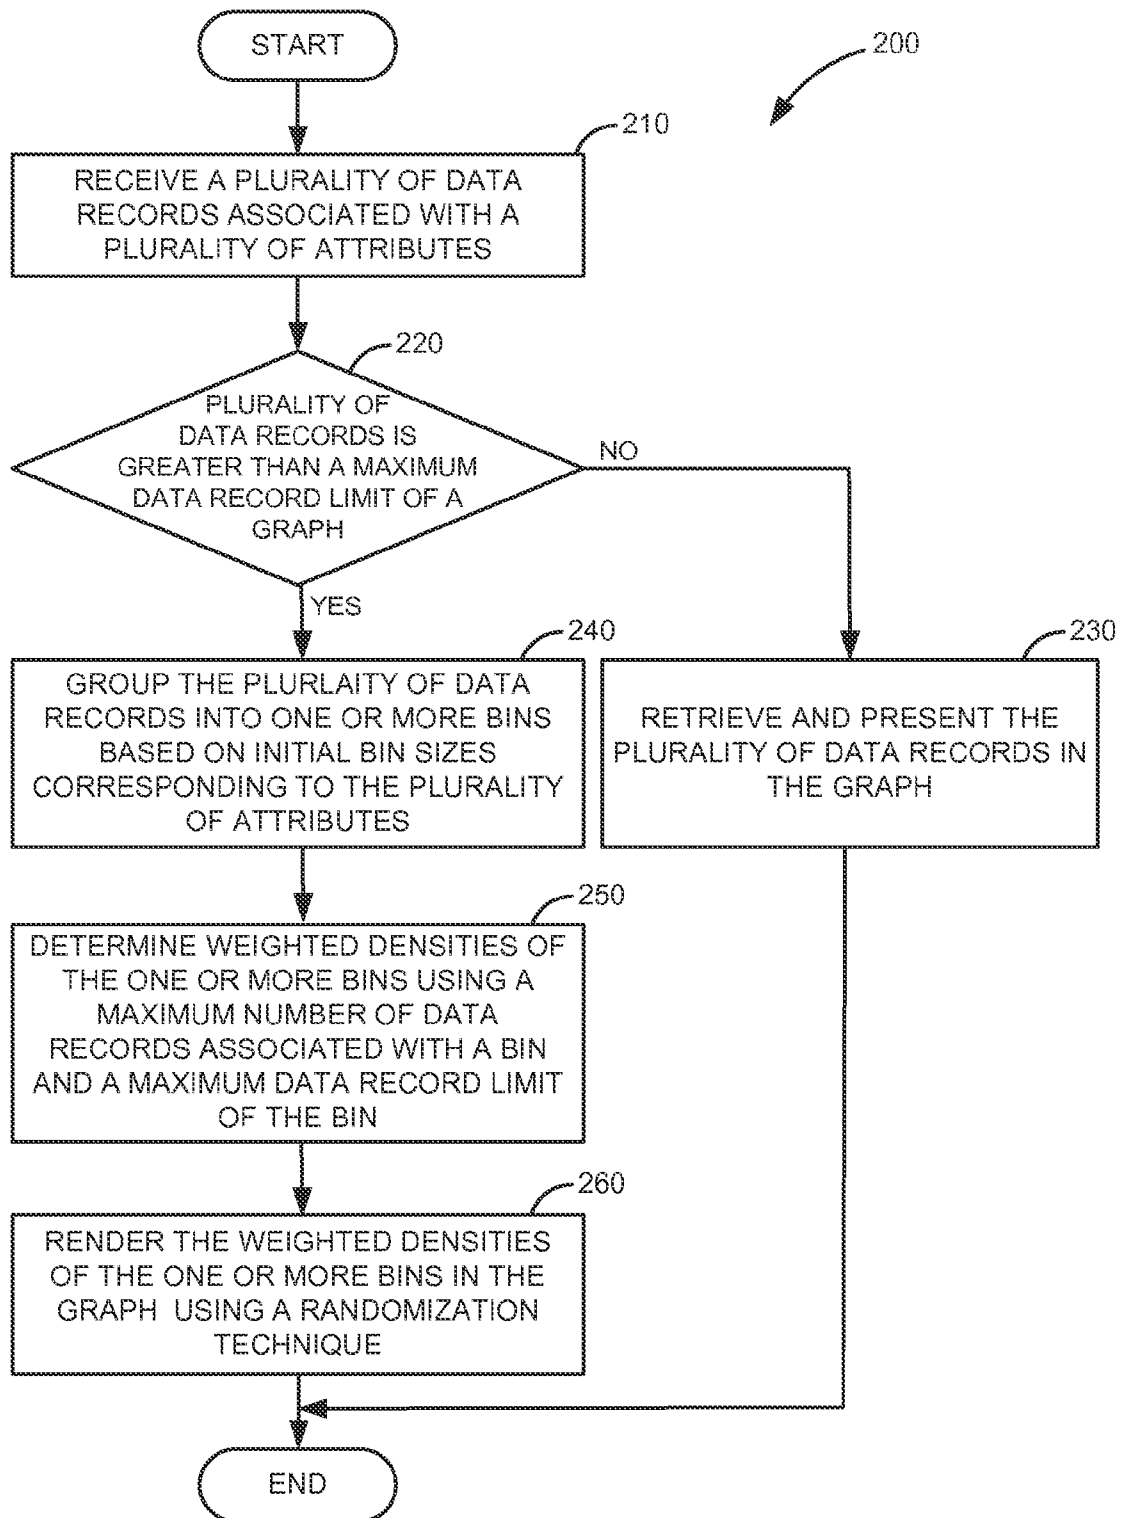 START
200
210
RECEIVE A PLURALITY OF DATA
RECORDS ASSOCIATED WITH A
PLURALITY OF ATTRIBUTES
220
PLURALITY OF
DATA RECORDS IS
GREATER THAN A MAXIMUM
DATA RECORD LIMIT OF A
GRAPH
NO
YES
240
GROUP THE PLURLAITY OF DATA
RECORDS INTO ONE OR MORE BINS
BASED ON INITIAL BIN SIZES
CORRESPONDING TO THE PLURALITY
OF ATTRIBUTES
230
RETRIEVE AND PRESENT THE
PLURALITY OF DATA RECORDS IN
THE GRAPH
250
DETERMINE WEIGHTED DENSITIES OF
THE ONE OR MORE BINS USING A
MAXIMUM NUMBER OF DATA
RECORDS ASSOCIATED WITH A BIN
AND A MAXIMUM DATA RECORD LIMIT
OF THE BIN
260
RENDER THE WEIGHTED DENSITIES
OF THE ONE OR MORE BINS IN THE
GRAPH USING A RANDOMIZATION
TECHNIQUE
END